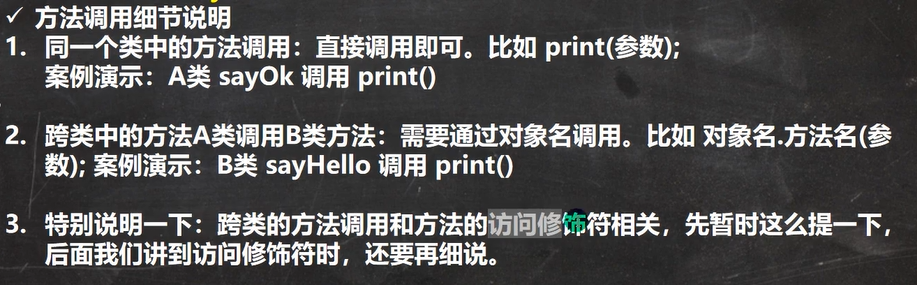 ✓ 方法调用细节说明
1. 同一个类中的方法调用：直接调用即可。比如 print(参数);
案例演示：A类 sayOk 调用 print()
2. 跨类中的方法A类调用B类方法：需要通过对象名调用。比如 对象名.方法名(参
数); 案例演示：B类 sayHello 调用 print()
3. 特别说明一下：跨类的方法调用和方法的访问修饰符相关，先暂时这么提一下，
后面我们讲到访问修饰符时，还要再细说。